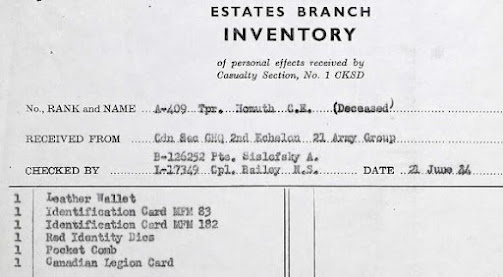 ESTATES BRANCH
INVENTORY
of personal effects received by
Casualty Section, No. 1 CKSD
No., RANK and NAME A-409 Tpr. Homuth C.E. (Deceased)
RECEIVED FROM Cdn Sec GHQ 2nd Echelon 21 Army Group
B-126252 Pte. Sislofsky A.
CHECKED BY L-17349 Cpl. Bailey N.S. DATE 21 June 44
1 Leather Wallet
1 Identification Card MFM 83
1 Identification Card MFM 182
1 Red Identity Disc
1 Pocket Comb
1 Canadian Legion Card